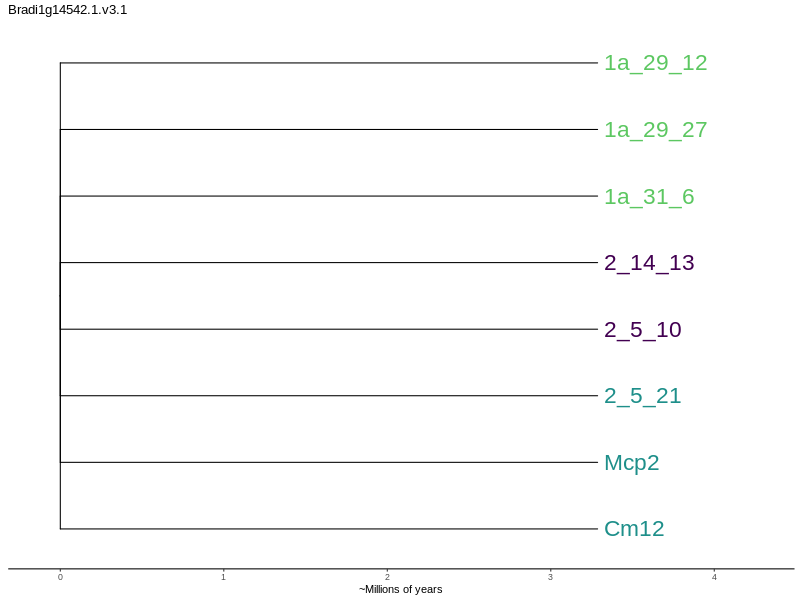 Bradi1g14542.1.v3.1
1a_29_12
1a_29_27
1a_31_6
2_14_13
2_5_10
2_5_21
Mcp2
Cm12
0 1 2 3 4
~Millions of years